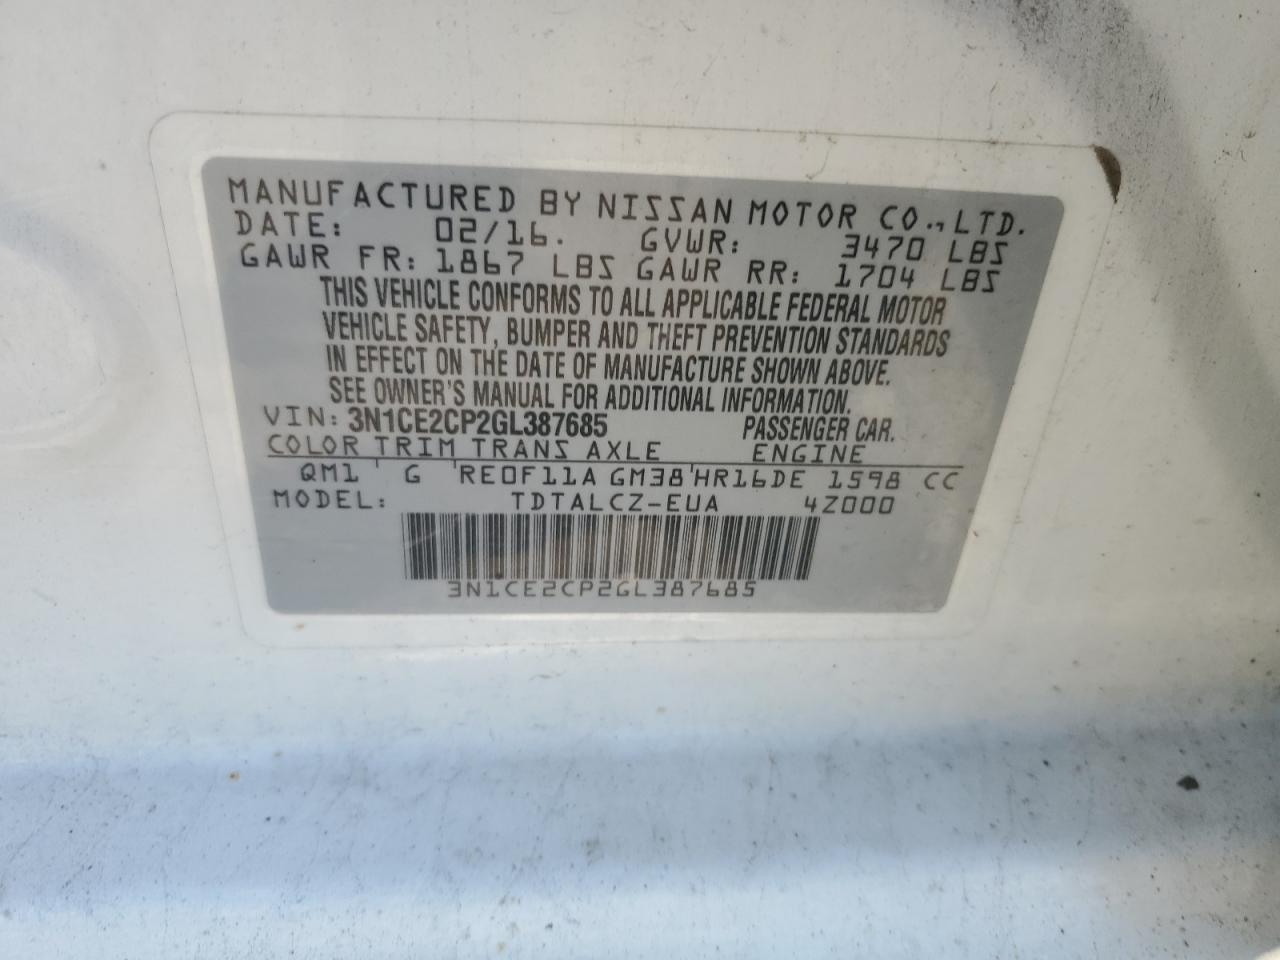 MANUFACTURED BY NISSAN MOTOR CO., LTD.
DATE: 02/16. GVWR: 3470 LBS
GAWR FR: 1867 LBS GAWR RR: 1704 LBS
THIS VEHICLE CONFORMS TO ALL APPLICABLE FEDERAL MOTOR
VEHICLE SAFETY, BUMPER AND THEFT PREVENTION STANDARDS
IN EFFECT ON THE DATE OF MANUFACTURE SHOWN ABOVE.
SEE OWNER'S MANUAL FOR ADDITIONAL INFORMATION.
VIN: 3N1CE2CP2GL387685 PASSENGER CAR.
COLOR TRIM TRANS AXLE ENGINE
QM1 ' G ' RE0F11A GM38 ' HR16DE 1598 CC
MODEL: TDTALCZ-EUA 4Z000
3N1CE2CP2GL387685